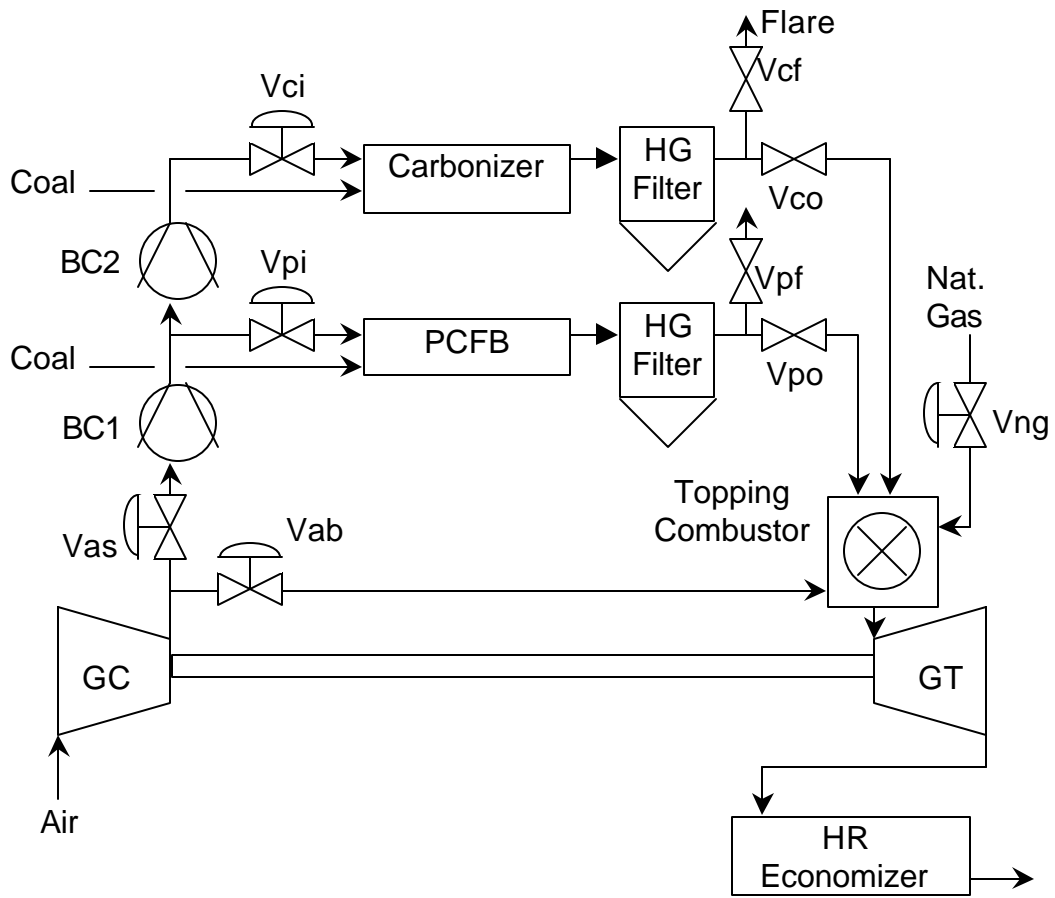 Flare
Vcf
Vci
Coal
Carbonizer
HG
Filter
Vco
BC2
Vpi
Vpf
Nat.
Gas
Coal
PCFB
HG
Filter
Vpo
BC1
Vng
Topping
Combustor
Vas
Vab
GC
GT
Air
HR
Economizer